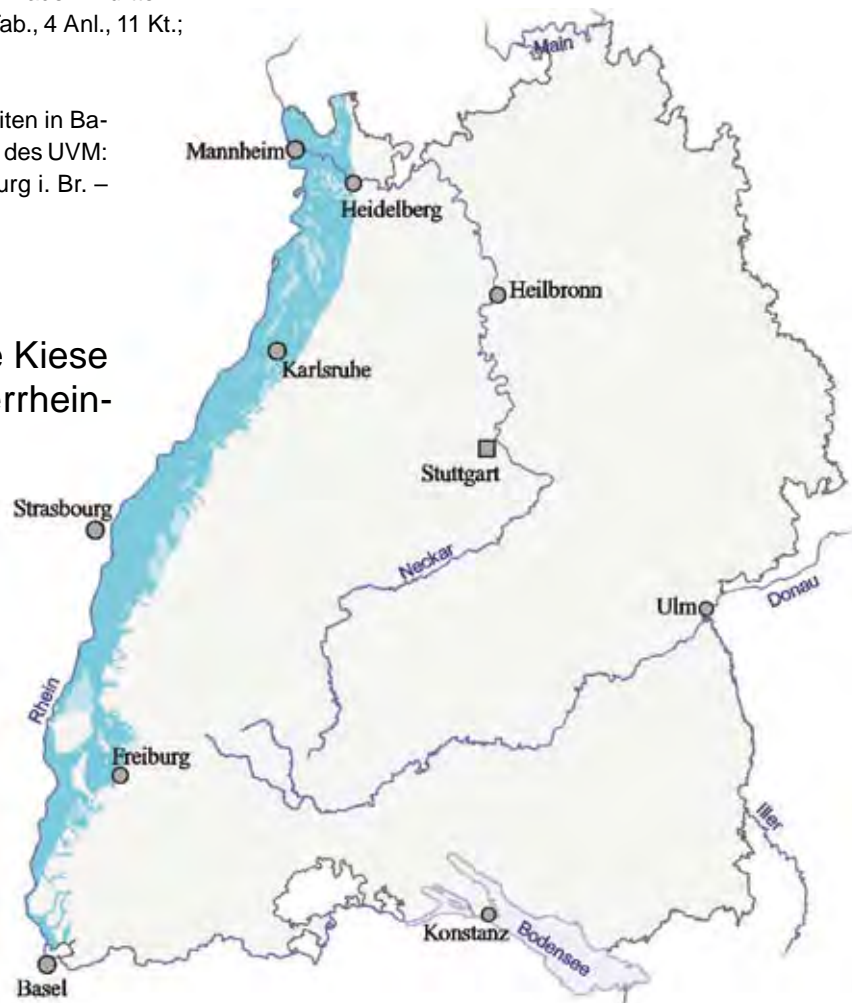 Tab., 4 Anl., 11 Kt.;
iten in Ba-
des UVM:
urg i. Br. –
e Kiese
errhein-
Main
Mannheim
Heidelberg
Heilbronn
Karlsruhe
Stuttgart
Strasbourg
Neckar
Ulm
Donau
Rhein
Freiburg
Iller
Konstanz
Bodensee
Basel